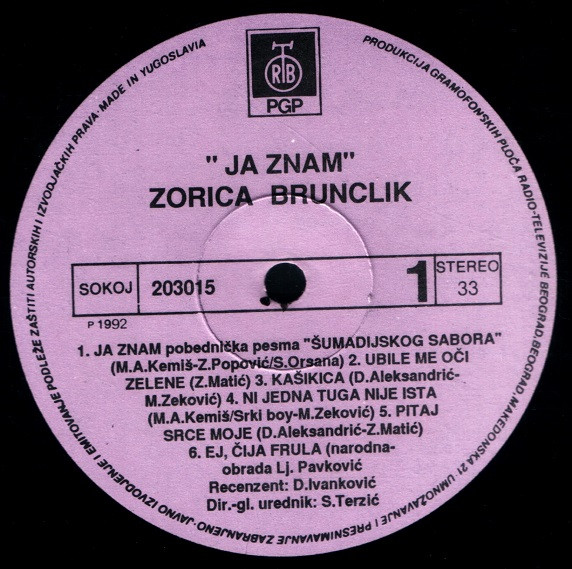 RTB
PGP
" JA ZNAM"
ZORICA BRUNCLIK
SOKOJ 203015 1 STEREO 33
P 1992
1. JA ZNAM pobednička pesma "ŠUMADIJSKOG SABORA"
(M.A.Kemiš-Z.Popović/S.Orsana) 2. UBILE ME OČI
ZELENE (Z.Matić) 3. KAŠIKICA (D.Aleksandrić-
M.Zeković) 4. NI JEDNA TUGA NIJE ISTA
(M.A.Kemiš/Srki boy-M.Zeković) 5. PITAJ
SRCE MOJE (D.Aleksandrić-Z.Matić)
6. EJ, ČIJA FRULA (narodna-
obrada Lj. Pavković
Recenzent: D.Ivanković
Dir.-gl. urednik: S.Terzić
PRODUKCIJA GRAMOFONSKIH PLOČA RADIO-TELEVIZIJE BEOGRAD, BEOGRAD, MAKEDONSKA 21 · UMNOŽAVANJE I PRESNIMAVANJE ZABRANJENO-JAVNO IZVODJENJE I EMITOVANJE PODLEŽE ZAŠTITI AUTORSKIH I IZVODJAČKIH PRAVA·MADE IN YUGOSLAVIA